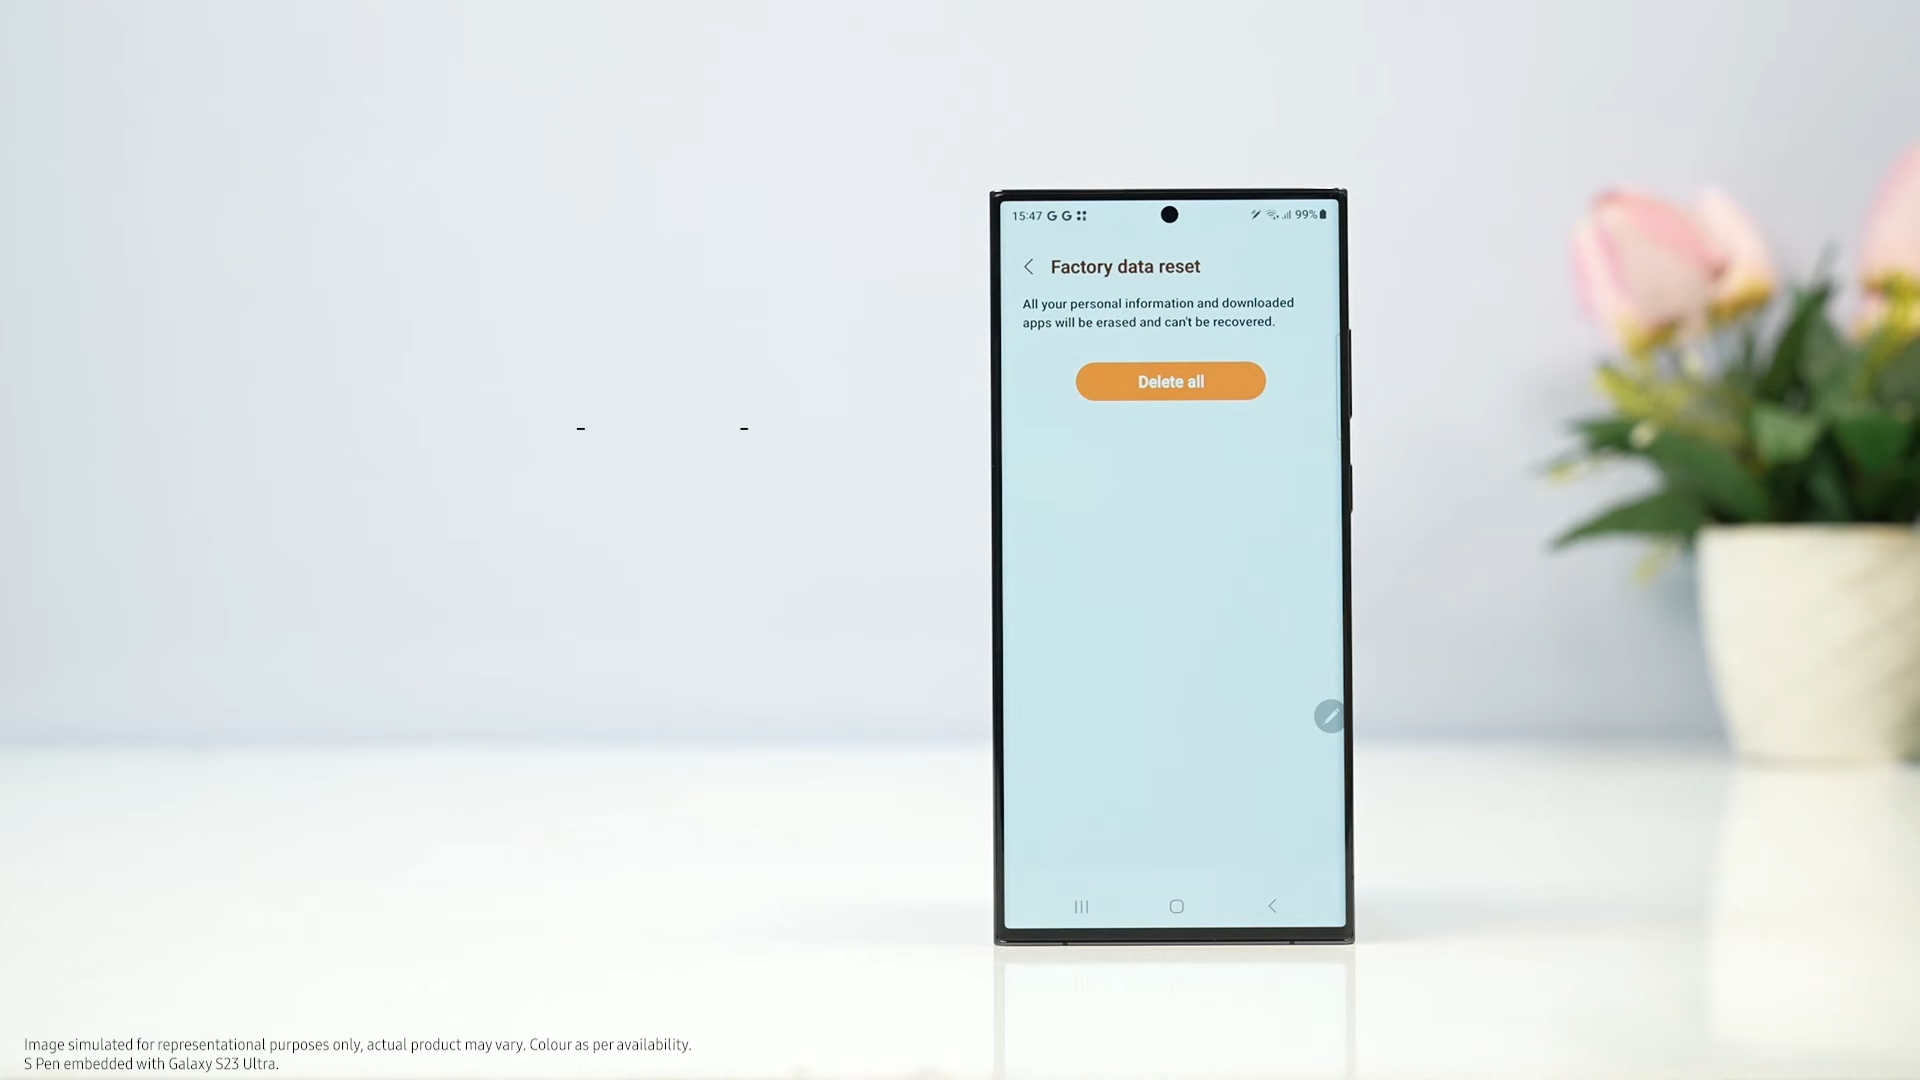 15:47 G G
99%
Factory data reset
All your personal information and downloaded
apps will be erased and can't be recovered.
Delete all
- -
Image simulated for representational purposes only, actual product may vary. Colour as per availability.
S Pen embedded with Galaxy S23 Ultra.